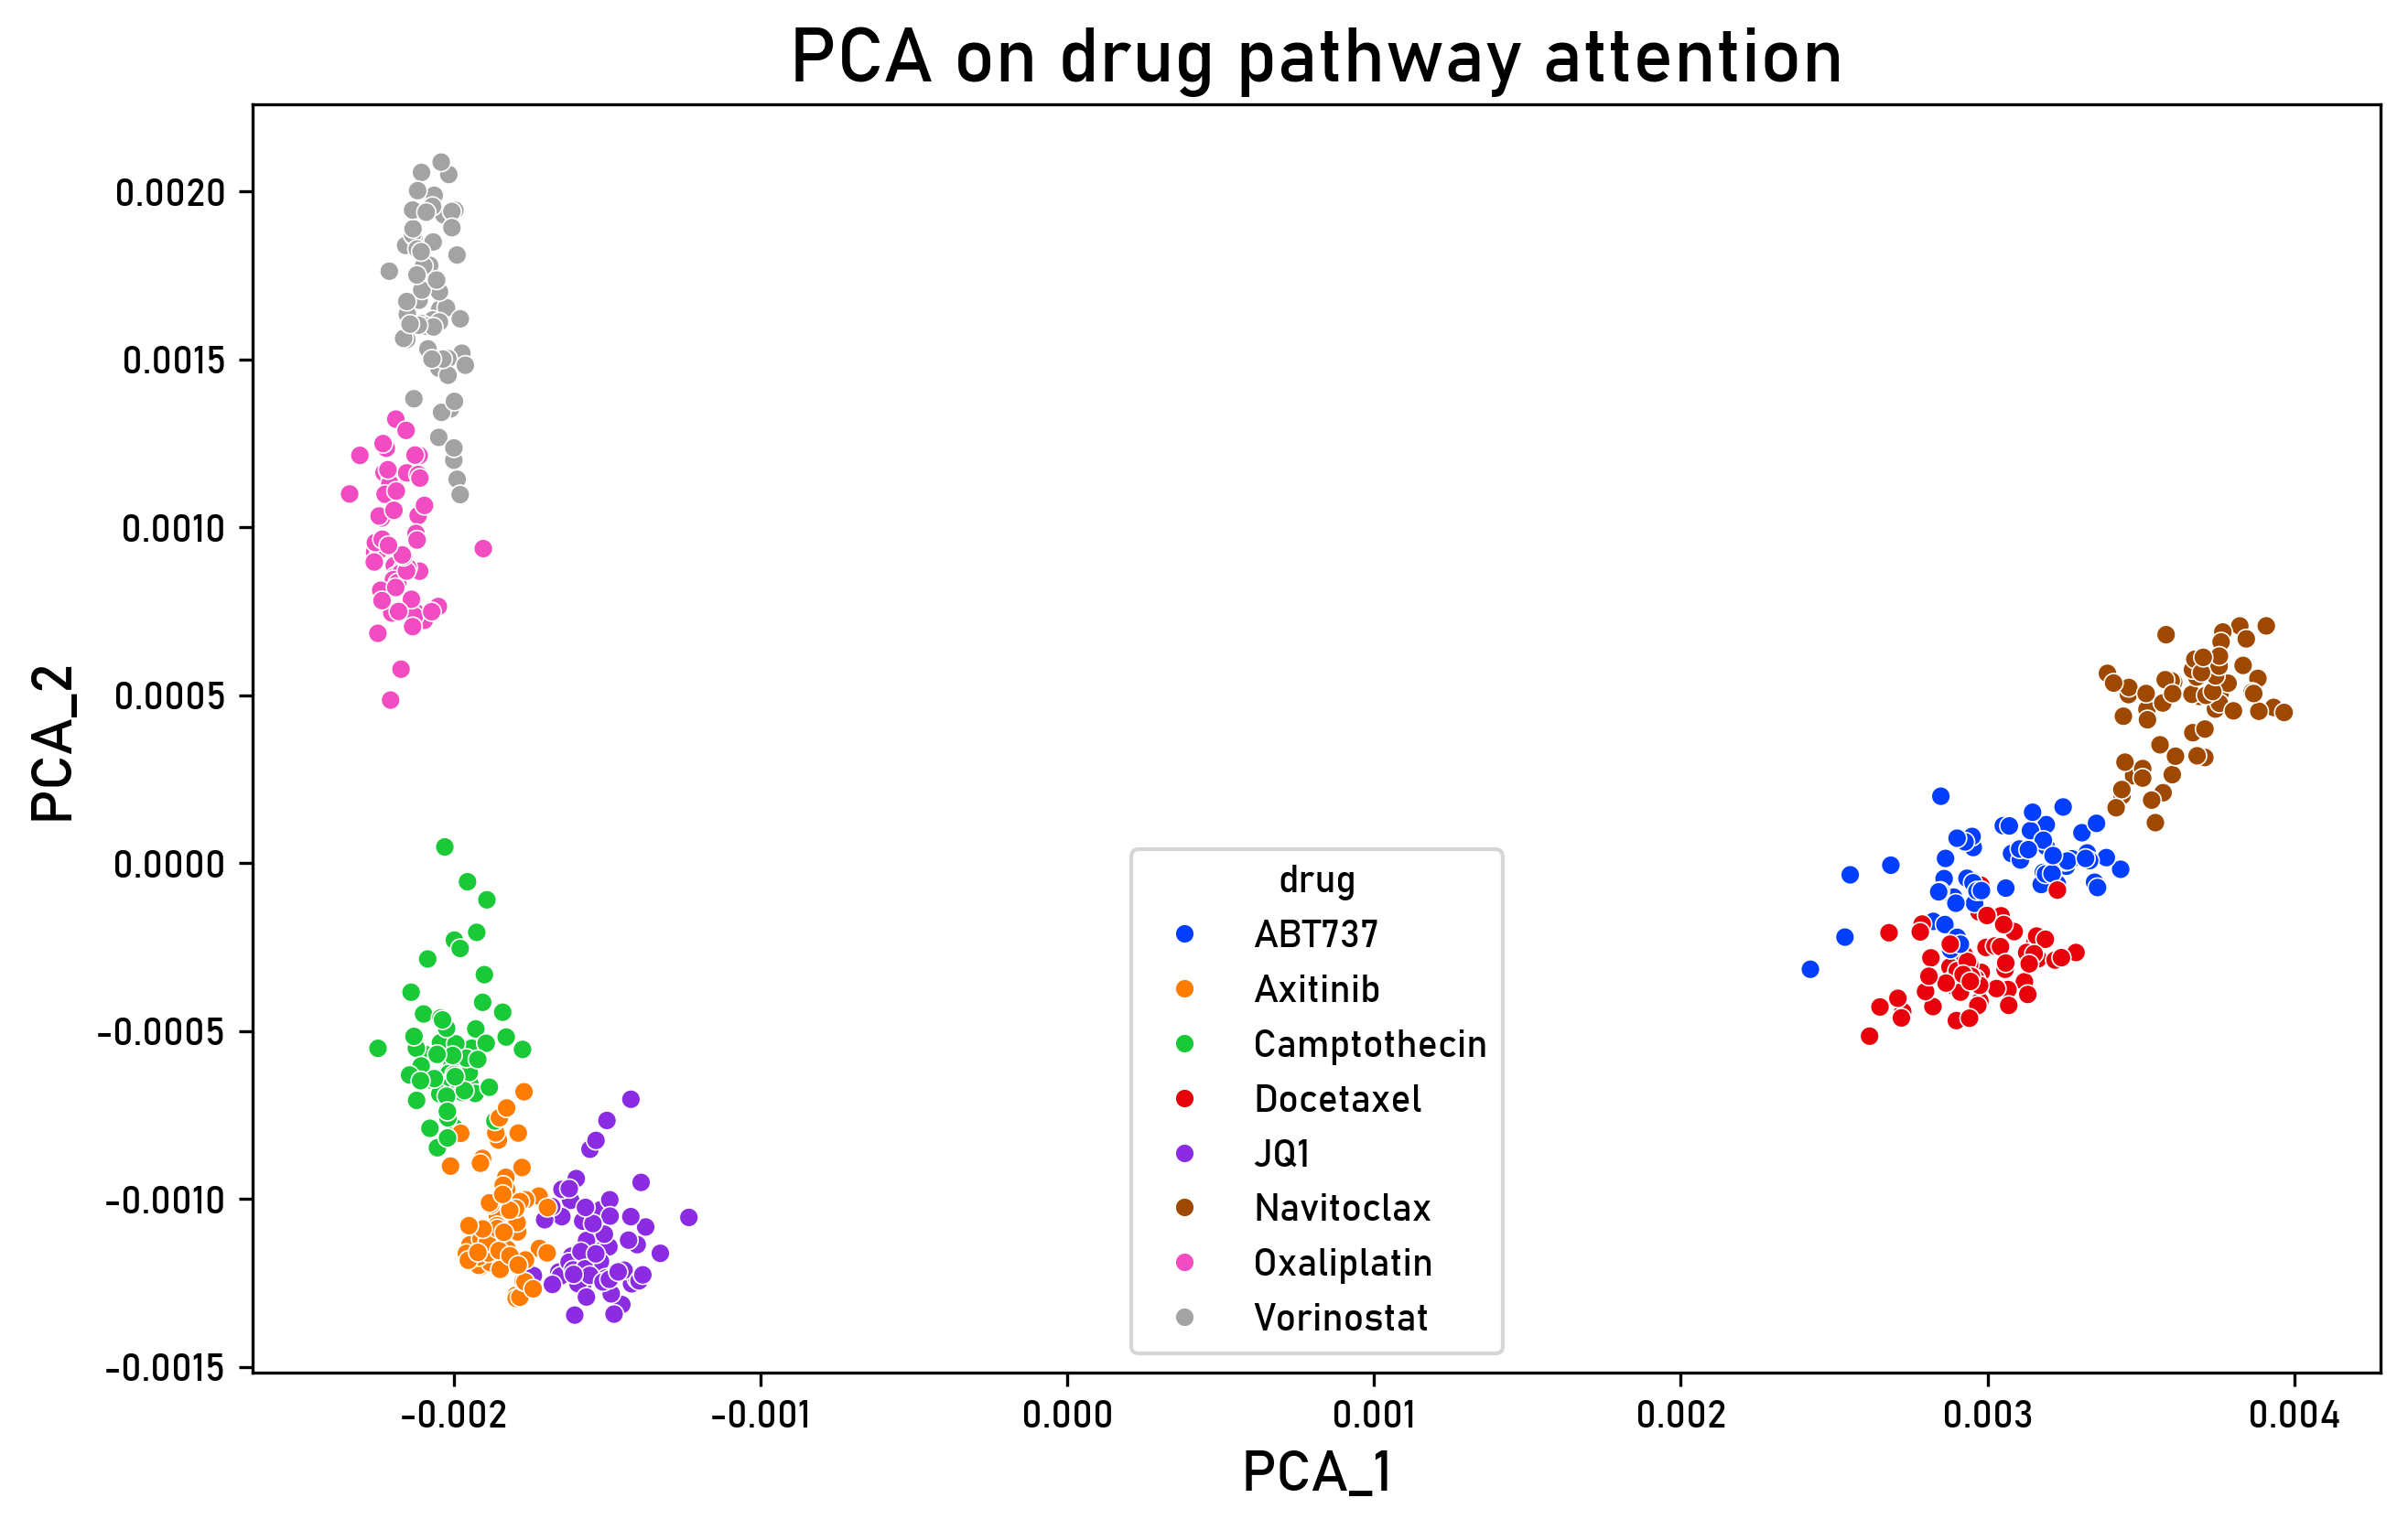 PCA on drug pathway attention
PCA_2
0.0020
0.0015
0.0010
0.0005
0.0000
-0.0005
-0.0010
-0.0015
drug
ABT737
Axitinib
Camptothecin
Docetaxel
JQ1
Navitoclax
Oxaliplatin
Vorinostat
-0.002 -0.001 0.000 0.001 0.002 0.003 0.004
PCA_1